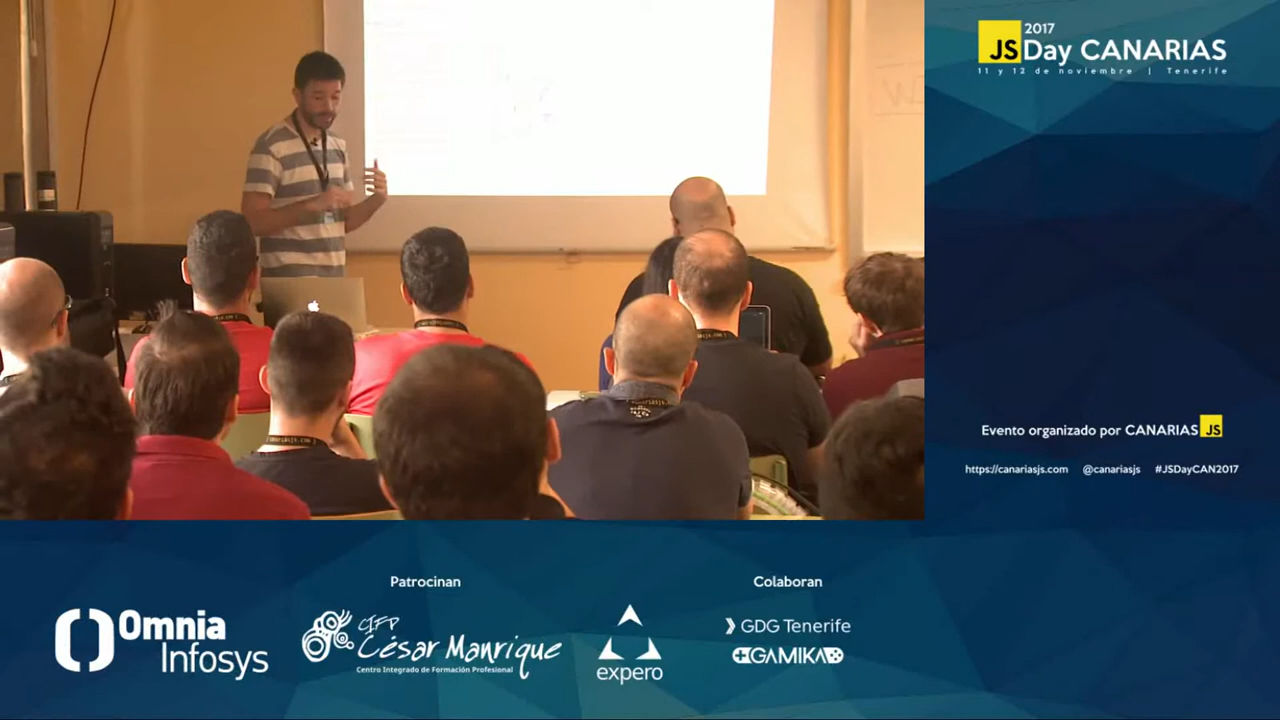 2017
JS Day CANARIAS
11 y 12 de noviembre | Tenerife
Evento organizado por CANARIAS JS
https://canariasjs.com @canariasjs #JSDayCAN2017
Patrocinan
Colaboran
Omnia
Infosys
CIFP
César Manrique
Centro Integrado de Formación Profesional
expero
GDG Tenerife
GAMIKA